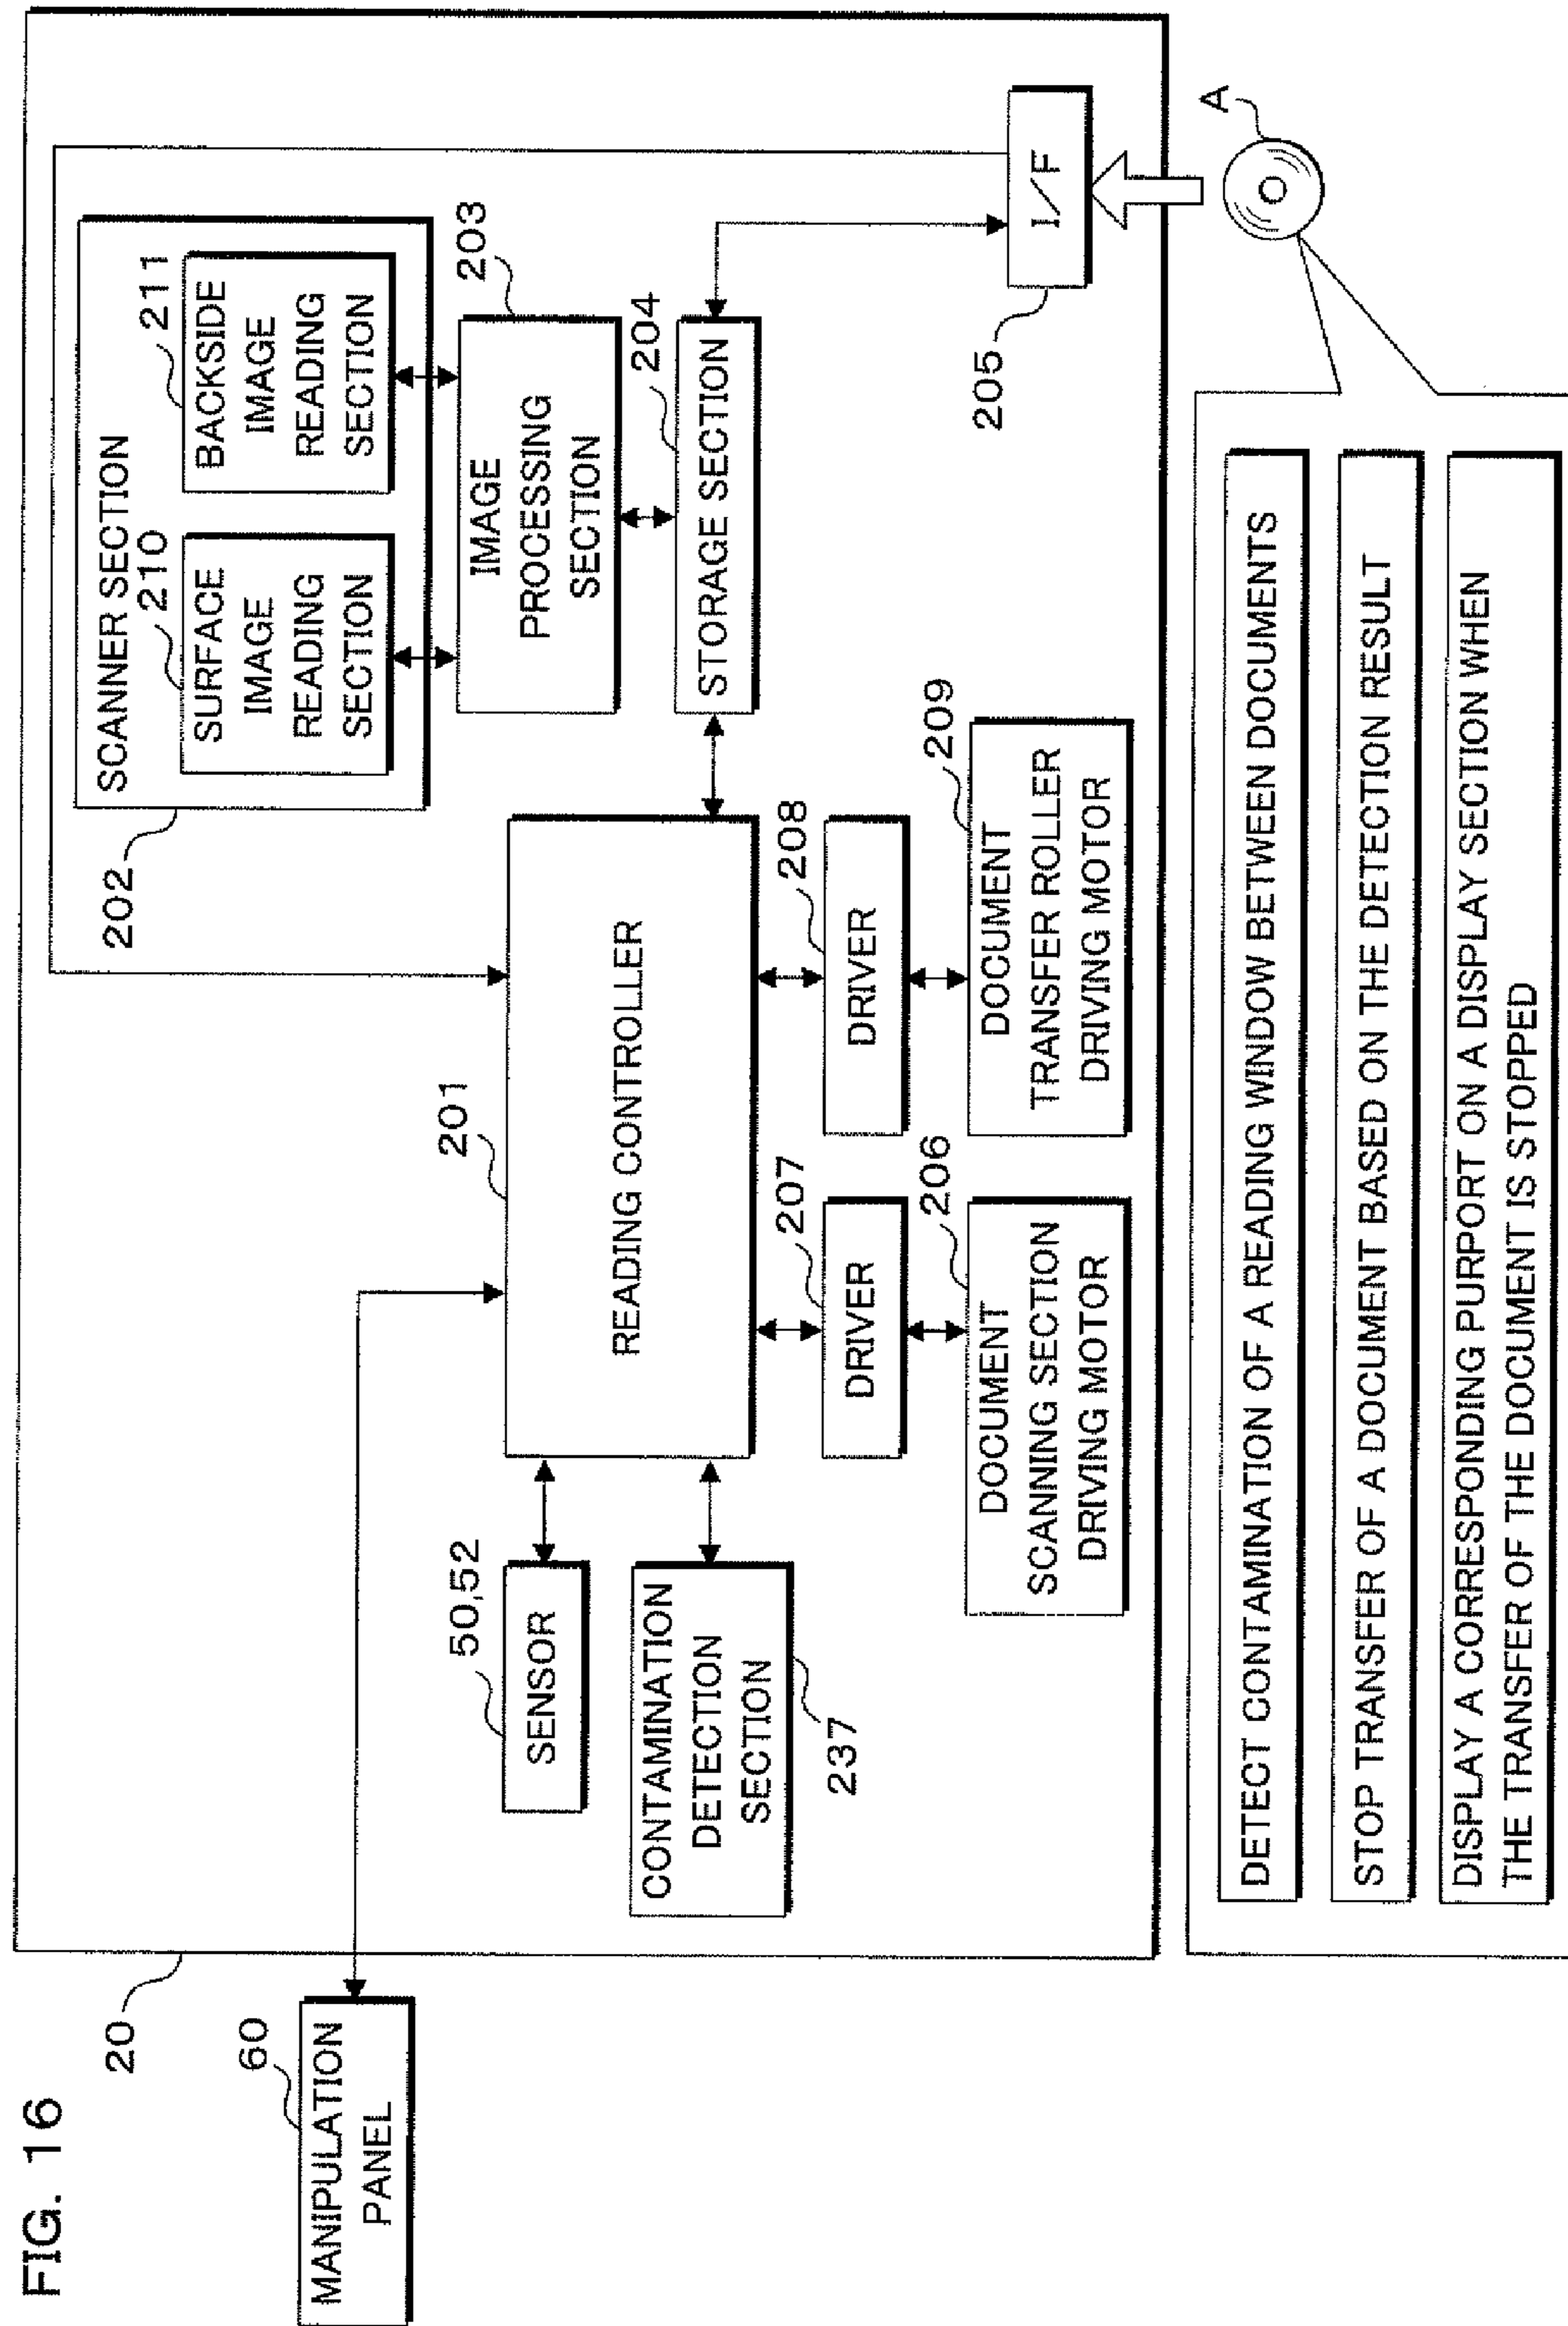 FIG. 16
20
60
MANIPULATION
PANEL
SCANNER SECTION
202
210
SURFACE
IMAGE
READING
SECTION
211
BACKSIDE
IMAGE
READING
SECTION
203
IMAGE
PROCESSING
SECTION
204
STORAGE SECTION
201
READING CONTROLLER
50,52
SENSOR
CONTAMINATION
DETECTION
SECTION
237
207
DRIVER
208
DRIVER
206
DOCUMENT
SCANNING SECTION
DRIVING MOTOR
209
DOCUMENT
TRANSFER ROLLER
DRIVING MOTOR
205
I/F
A
DETECT CONTAMINATION OF A READING WINDOW BETWEEN DOCUMENTS
STOP TRANSFER OF A DOCUMENT BASED ON THE DETECTION RESULT
DISPLAY A CORRESPONDING PURPORT ON A DISPLAY SECTION WHEN
THE TRANSFER OF THE DOCUMENT IS STOPPED